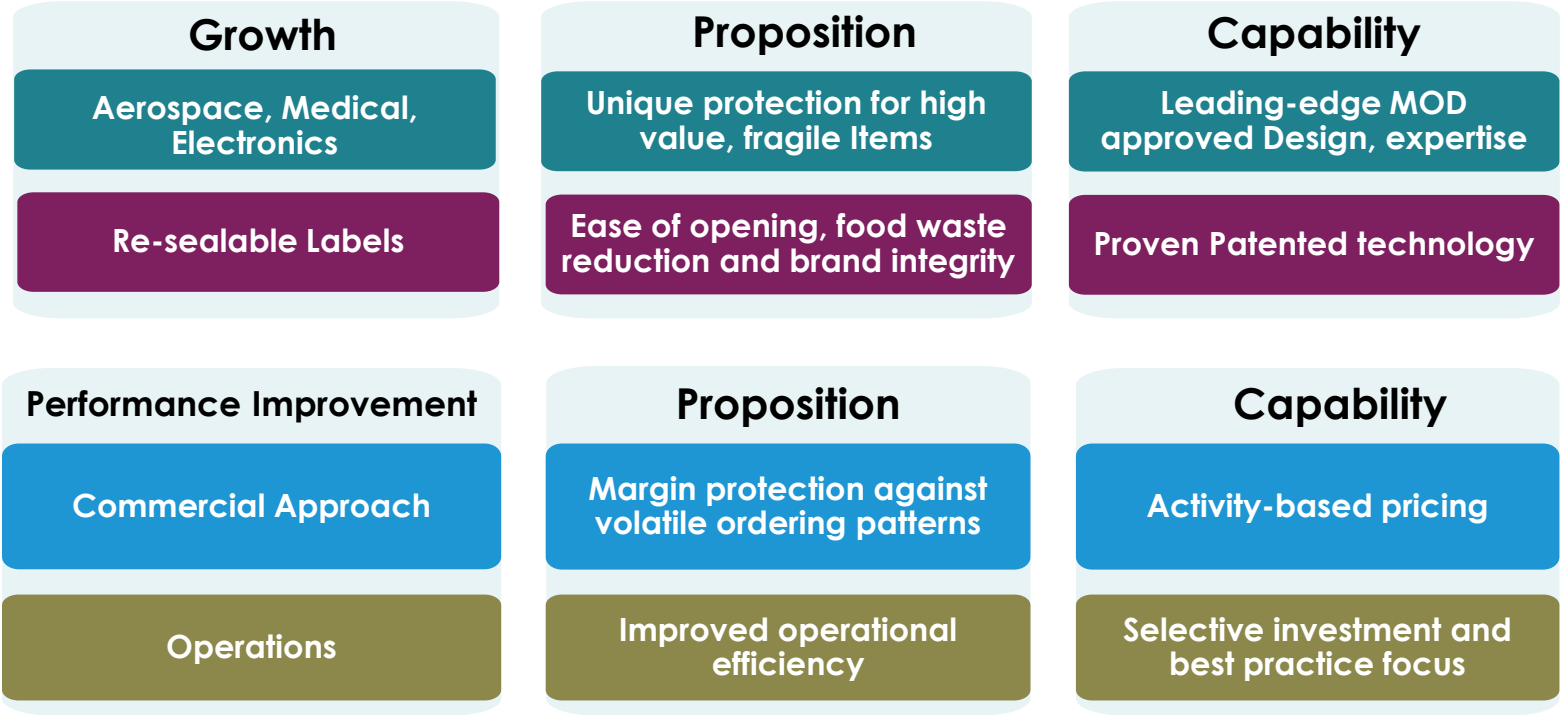 Growth
Proposition
Capability
Aerospace, Medical,
Electronics
Unique protection for high
value, fragile Items
Leading-edge MOD
approved Design, expertise
Re-sealable Labels
Ease of opening, food waste
reduction and brand integrity
Proven Patented technology
Performance Improvement
Proposition
Capability
Commercial Approach
Margin protection against
volatile ordering patterns
Activity-based pricing
Operations
Improved operational
efficiency
Selective investment and
best practice focus